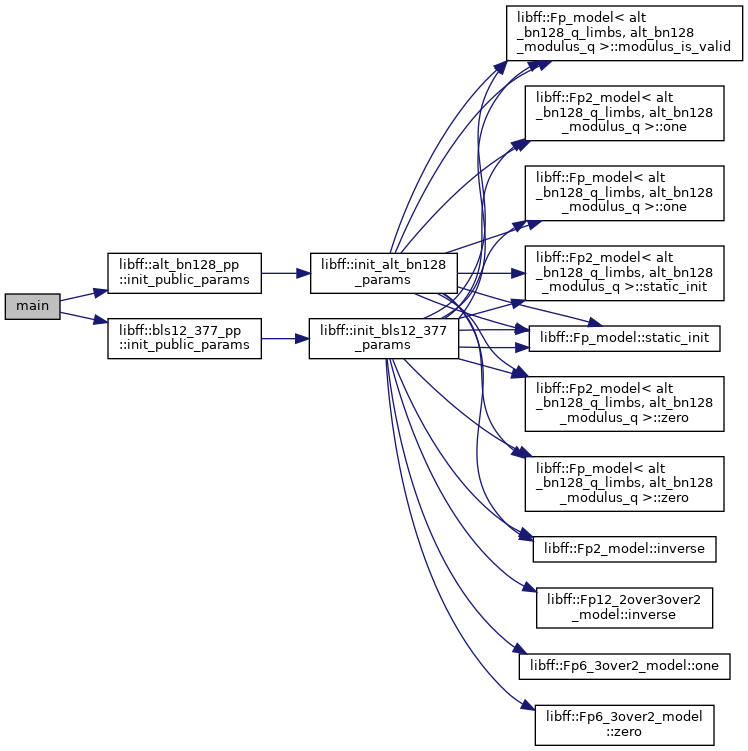 main
libff::alt_bn128_pp
::init_public_params
libff::bls12_377_pp
::init_public_params
libff::init_alt_bn128
_params
libff::init_bls12_377
_params
libff::Fp_model< alt
_bn128_q_limbs, alt_bn128
_modulus_q >::modulus_is_valid
libff::Fp2_model< alt
_bn128_q_limbs, alt_bn128
_modulus_q >::one
libff::Fp_model< alt
_bn128_q_limbs, alt_bn128
_modulus_q >::one
libff::Fp2_model< alt
_bn128_q_limbs, alt_bn128
_modulus_q >::static_init
libff::Fp_model::static_init
libff::Fp2_model< alt
_bn128_q_limbs, alt_bn128
_modulus_q >::zero
libff::Fp_model< alt
_bn128_q_limbs, alt_bn128
_modulus_q >::zero
libff::Fp2_model::inverse
libff::Fp12_2over3over2
_model::inverse
libff::Fp6_3over2_model::one
libff::Fp6_3over2_model
::zero